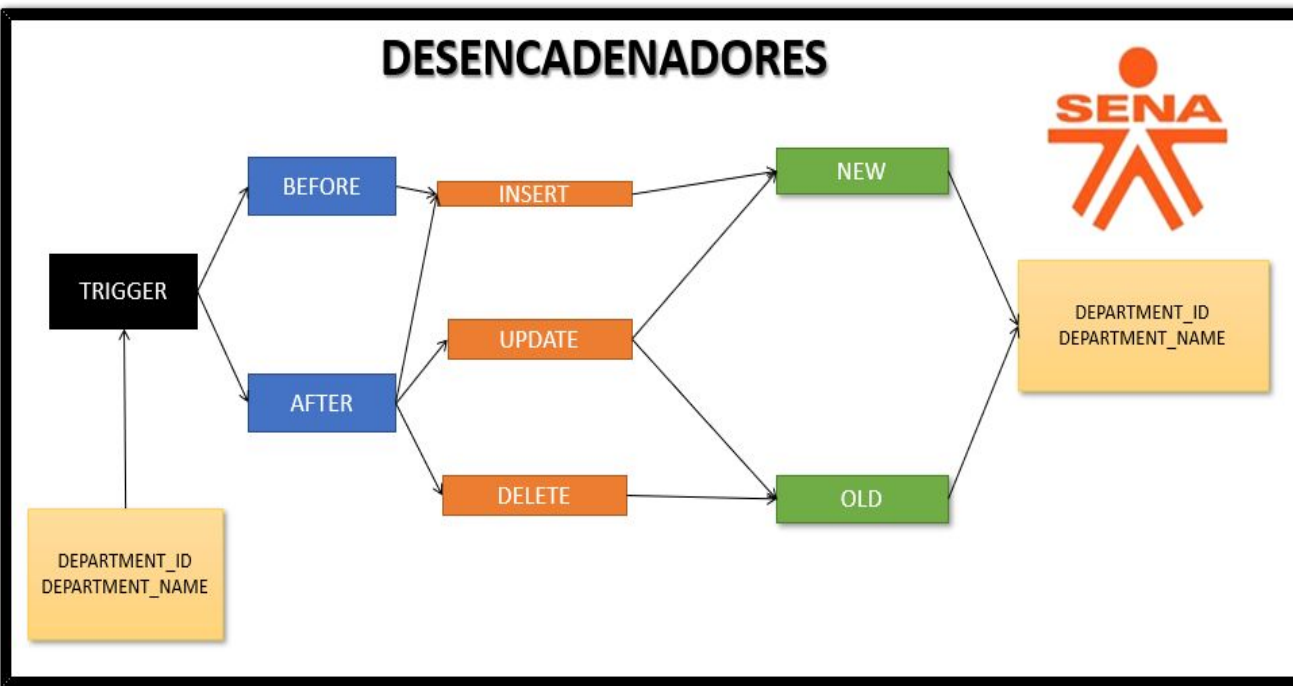 DESENCADENADORES
SENA
BEFORE
INSERT
NEW
TRIGGER
UPDATE
DEPARTMENT_ID
DEPARTMENT_NAME
AFTER
DELETE
OLD
DEPARTMENT_ID
DEPARTMENT_NAME